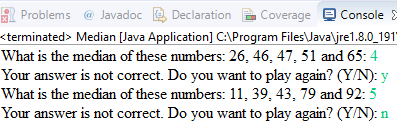 Problems @ Javadoc Declaration Coverage Console
<terminated> Median [Java Application] C:\Program Files\Java\jre1.8.0_191\
What is the median of these numbers: 26, 46, 47, 51 and 65: 4
Your answer is not correct. Do you want to play again? (Y/N): y
What is the median of these numbers: 11, 39, 43, 79 and 92: 5
Your answer is not correct. Do you want to play again? (Y/N): n